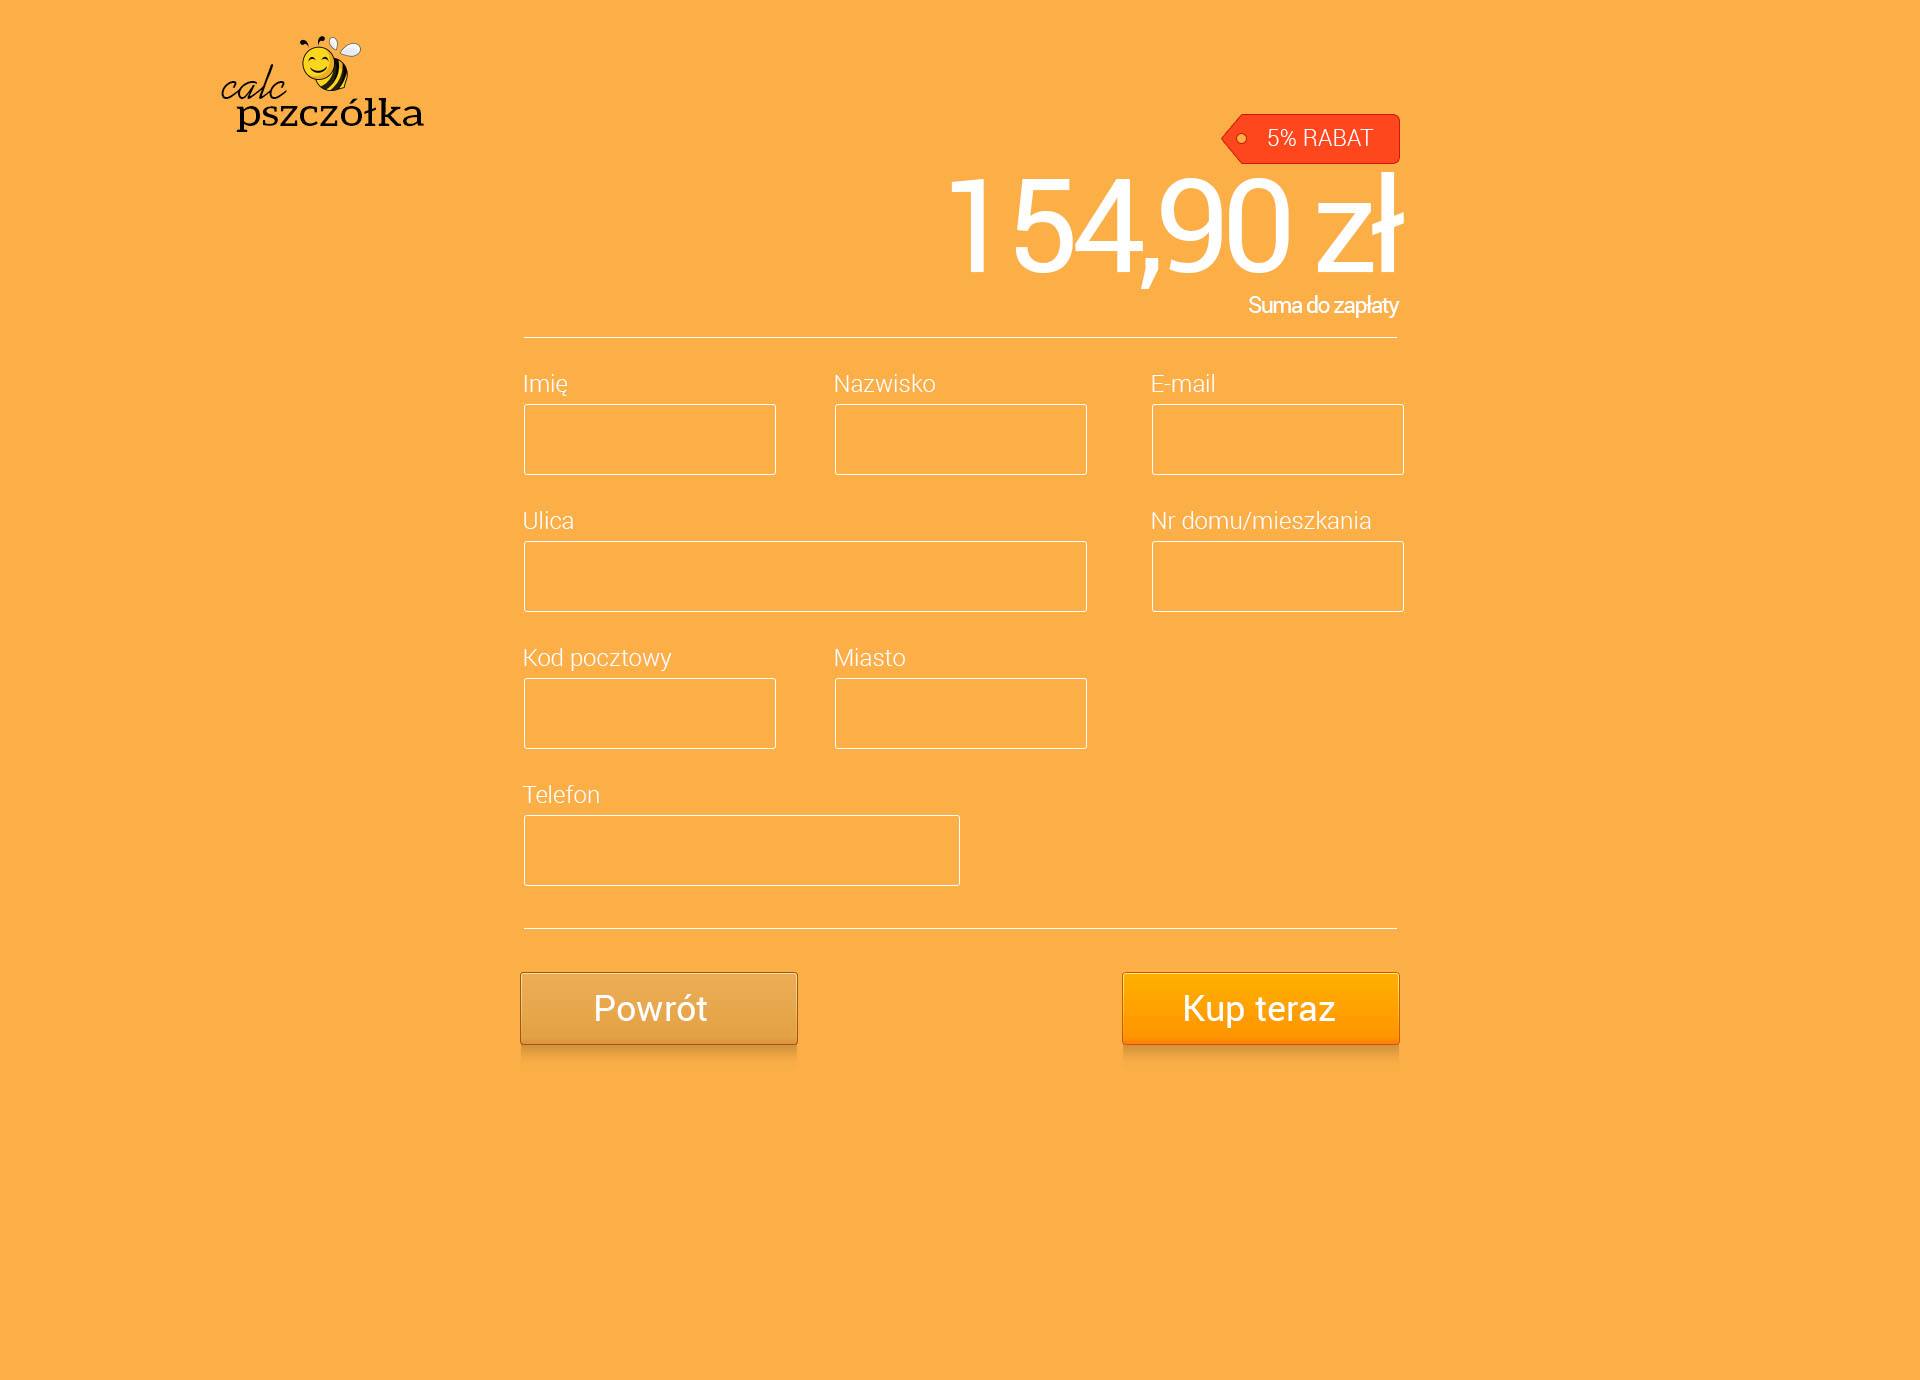 calc
pszczółka
5% RABAT
154,90 zł
Suma do zapłaty
Imię
Nazwisko
E-mail
Ulica
Nr domu/mieszkania
Kod pocztowy
Miasto
Telefon
Powrót
Kup teraz